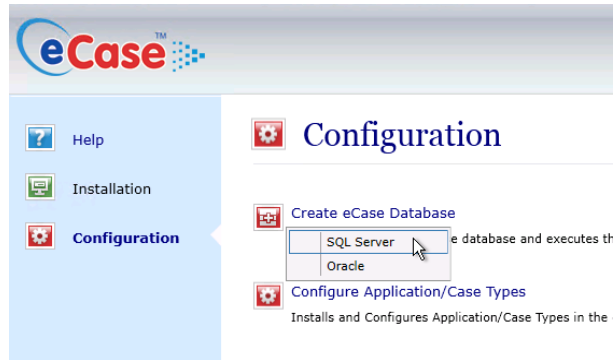 eCase™
Help
Installation
Configuration
Configuration
Create eCase Database
SQL Server
e database and executes th
Oracle
Configure Application/Case Types
Installs and Configures Application/Case Types in the